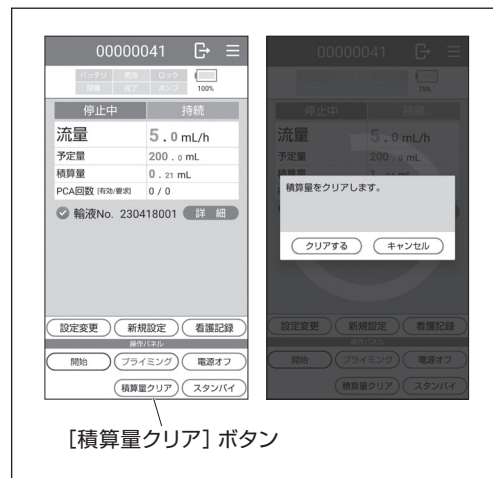 00000041
バッテリ 気泡 ロック
閉塞 完了 ポンプ 100%
停止中 持続
流量 5.0 mL/h
予定量 200.0 mL
積算量 0.21 mL
PCA回数 [有効/要求] 0 / 0
輸液No. 230418001 詳 細
設定変更 新規設定 看護記録
操作パネル
開始 プライミング 電源オフ
積算量クリア スタンバイ
00000041
75%
停止中 持続
流量 5.0 mL/h
予定量 200.0 mL
積算量をクリアします。
クリアする キャンセル
設定変更 新規設定 看護記録
操作パネル
開始 プライミング 電源オフ
積算量クリア スタンバイ
[積算量クリア] ボタン